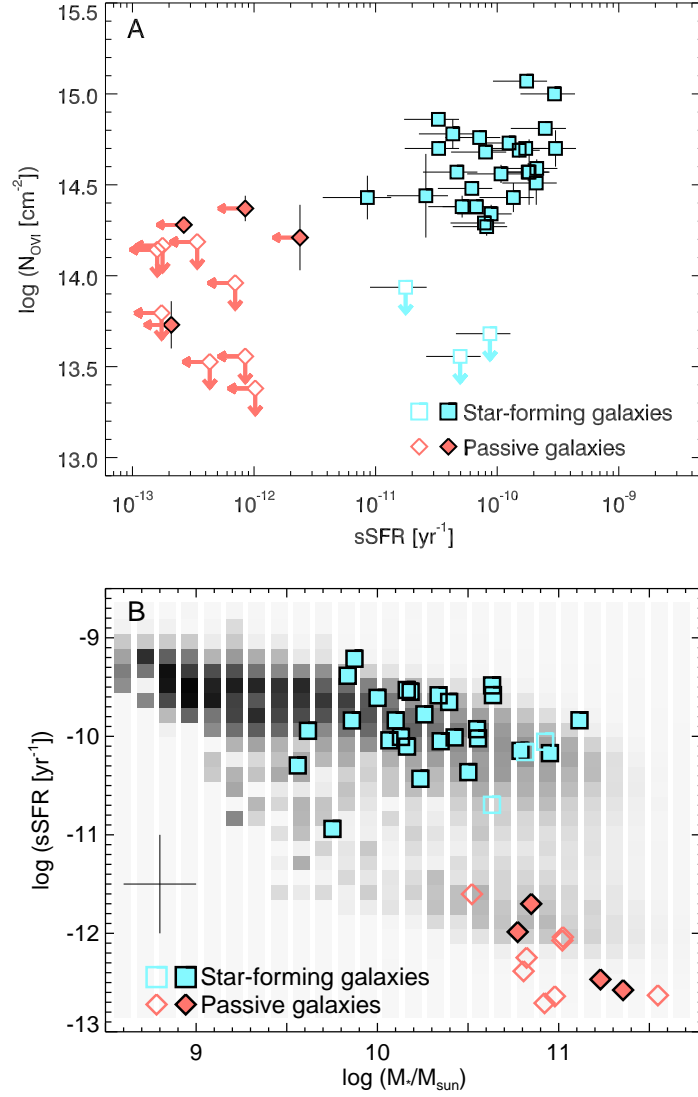 A
15.5
15.0
14.5
14.0
13.5
13.0
log (N_OVI) [cm^-2]
Star-forming galaxies
Passive galaxies
10^-13 10^-12 10^-11 10^-10 10^-9
sSFR [yr^-1]
B
-9
-10
-11
-12
-13
log (sSFR [yr^-1])
Star-forming galaxies
Passive galaxies
9 10 11
log (M_*/M_sun)